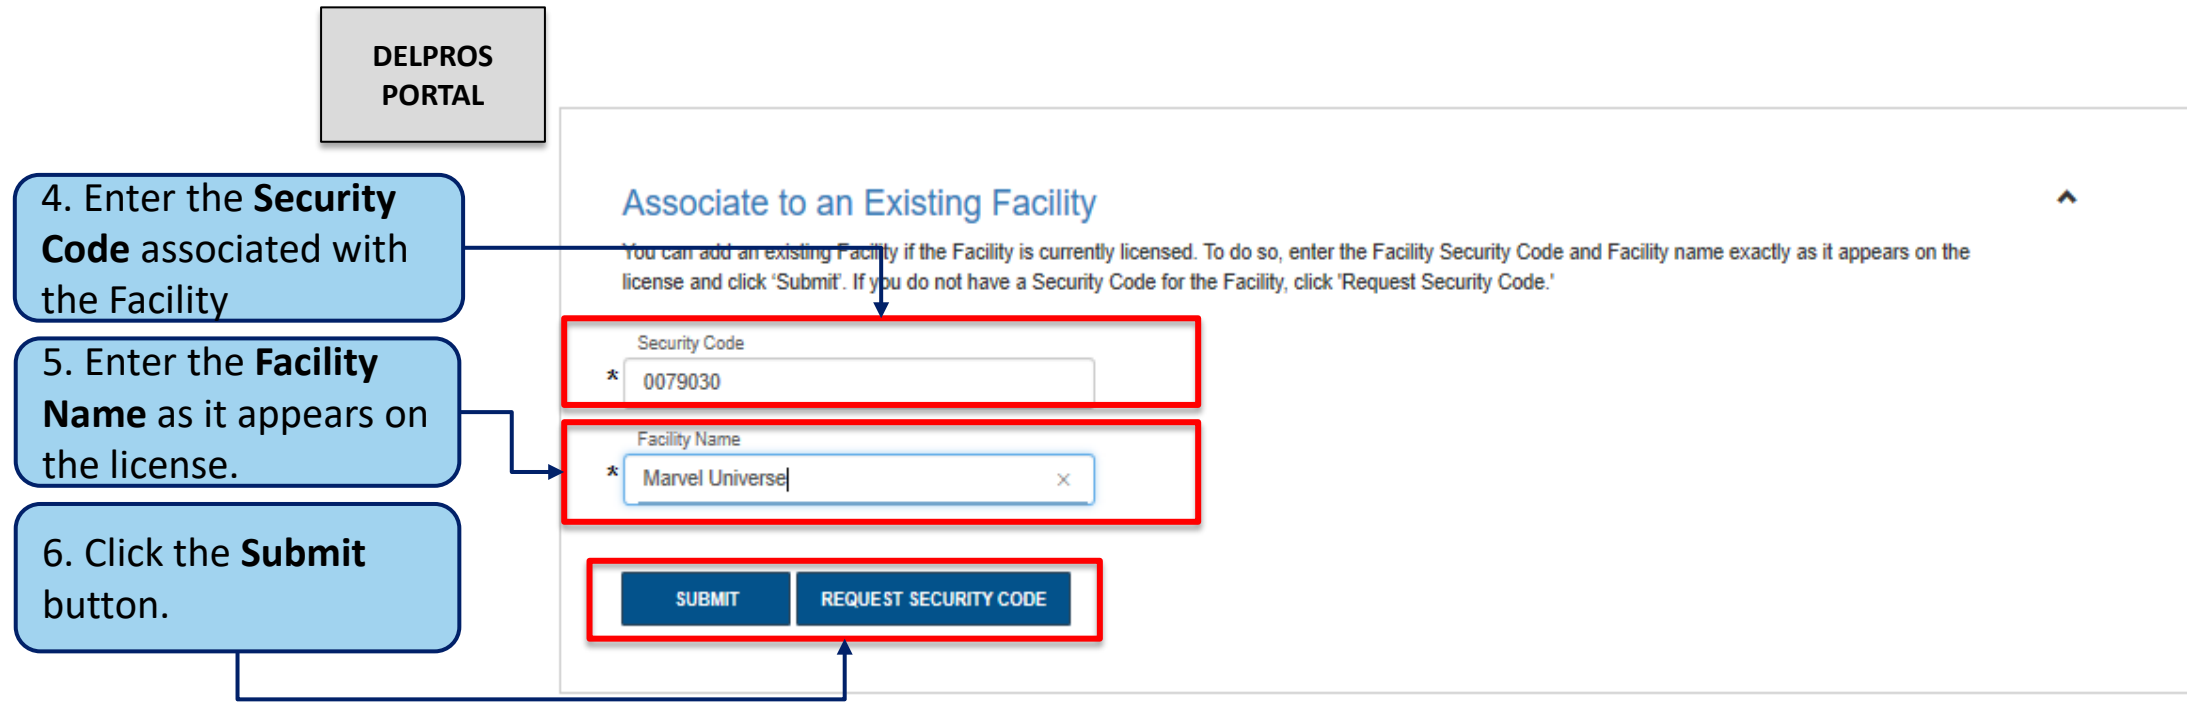 DELPROS
PORTAL
4. Enter the Security
Code associated with
the Facility
5. Enter the Facility
Name as it appears on
the license.
6. Click the Submit
button.
Associate to an Existing Facility
You can add an existing Facility if the Facility is currently licensed. To do so, enter the Facility Security Code and Facility name exactly as it appears on the
license and click ‘Submit’. If you do not have a Security Code for the Facility, click 'Request Security Code.'
Security Code
* 0079030
Facility Name
* Marvel Universe ×
SUBMIT REQUEST SECURITY CODE